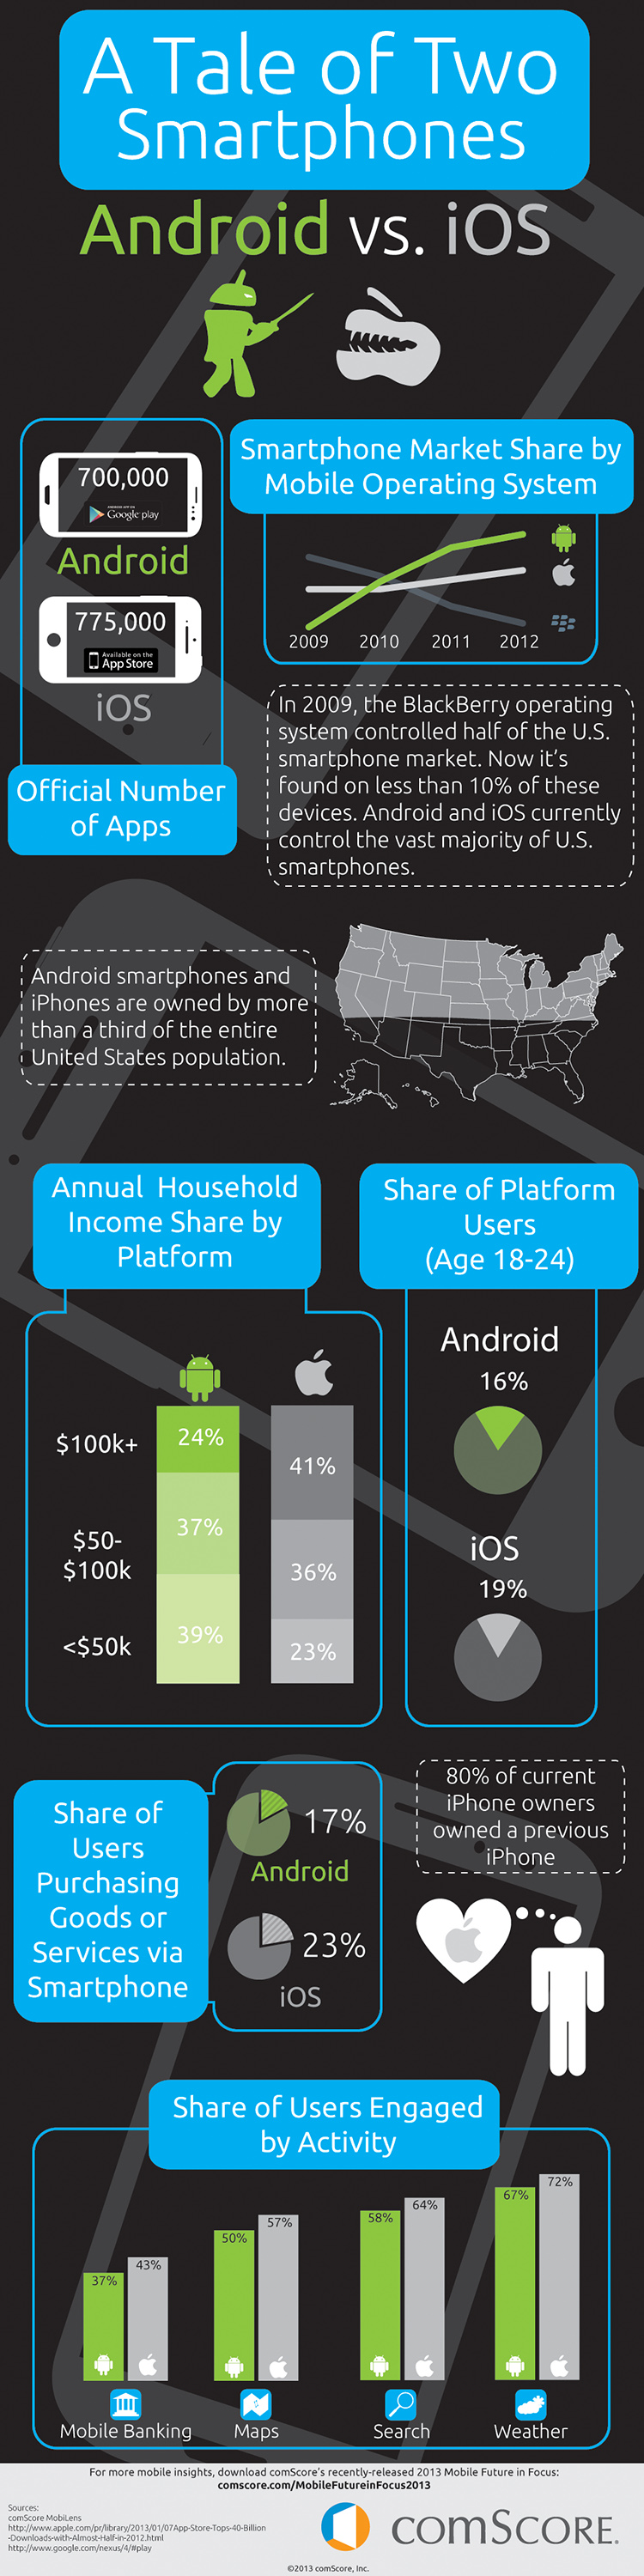 A Tale of Two
Smartphones
Android vs. iOS
700,000
ANDROID APP ON
Google play
Android
775,000
Available on the
App Store
iOS
Official Number
of Apps
Smartphone Market Share by
Mobile Operating System
2009 2010 2011 2012
In 2009, the BlackBerry operating
system controlled half of the U.S.
smartphone market. Now it's
found on less than 10% of these
devices. Android and iOS currently
control the vast majority of U.S.
smartphones.
Android smartphones and
iPhones are owned by more
than a third of the entire
United States population.
Annual Household
Income Share by
Platform
$100k+
$50-
$100k
<$50k
24%
37%
39%
41%
36%
23%
Share of Platform
Users
(Age 18-24)
Android
16%
iOS
19%
Share of
Users
Purchasing
Goods or
Services via
Smartphone
17%
Android
23%
iOS
80% of current
iPhone owners
owned a previous
iPhone
Share of Users Engaged
by Activity
37% 43% 50% 57% 58% 64% 67% 72%
Mobile Banking Maps Search Weather
For more mobile insights, download comScore's recently-released 2013 Mobile Future in Focus:
comscore.com/MobileFutureinFocus2013
Sources:
comScore MobiLens
http://www.apple.com/pr/library/2013/01/07App-Store-Tops-40-Billion
-Downloads-with-Almost-Half-in-2012.html
http://www.google.com/nexus/4/#play
comSCORE.
©2013 comScore, Inc.